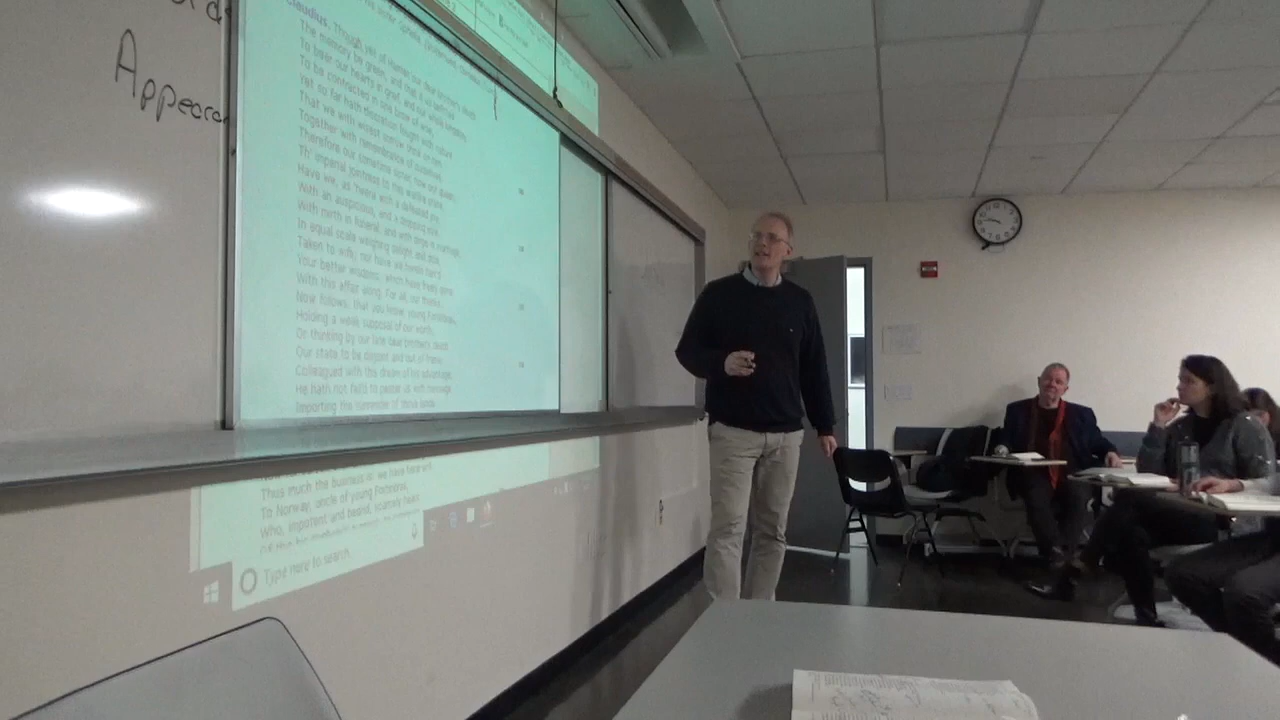 Appeara
Claudius. Though yet of Hamlet our dear brother's death
The memory be green, and that it us befitted
To bear our hearts in grief, and our whole kingdom
To be contracted in one brow of woe,
Yet so far hath discretion fought with nature
That we with wisest sorrow think on him
Together with remembrance of ourselves.
Therefore our sometime sister, now our queen,
Th' imperial jointress to this warlike state,
Have we, as 'twere with a defeated joy,
With an auspicious, and a dropping eye,
With mirth in funeral, and with dirge in marriage,
In equal scale weighing delight and dole,
Taken to wife; nor have we herein barr'd
Your better wisdoms, which have freely gone
With this affair along. For all, our thanks.
Now follows, that you know, young Fortinbras,
Holding a weak supposal of our worth,
Or thinking by our late dear brother's death
Our state to be disjoint and out of frame,
Colleagued with this dream of his advantage,
He hath not fail'd to pester us with message
Importing the surrender of those lands
Thus much the business is: we have here writ
To Norway, uncle of young Fortinbras,
Who, impotent and bedrid, scarcely hears
Type here to search